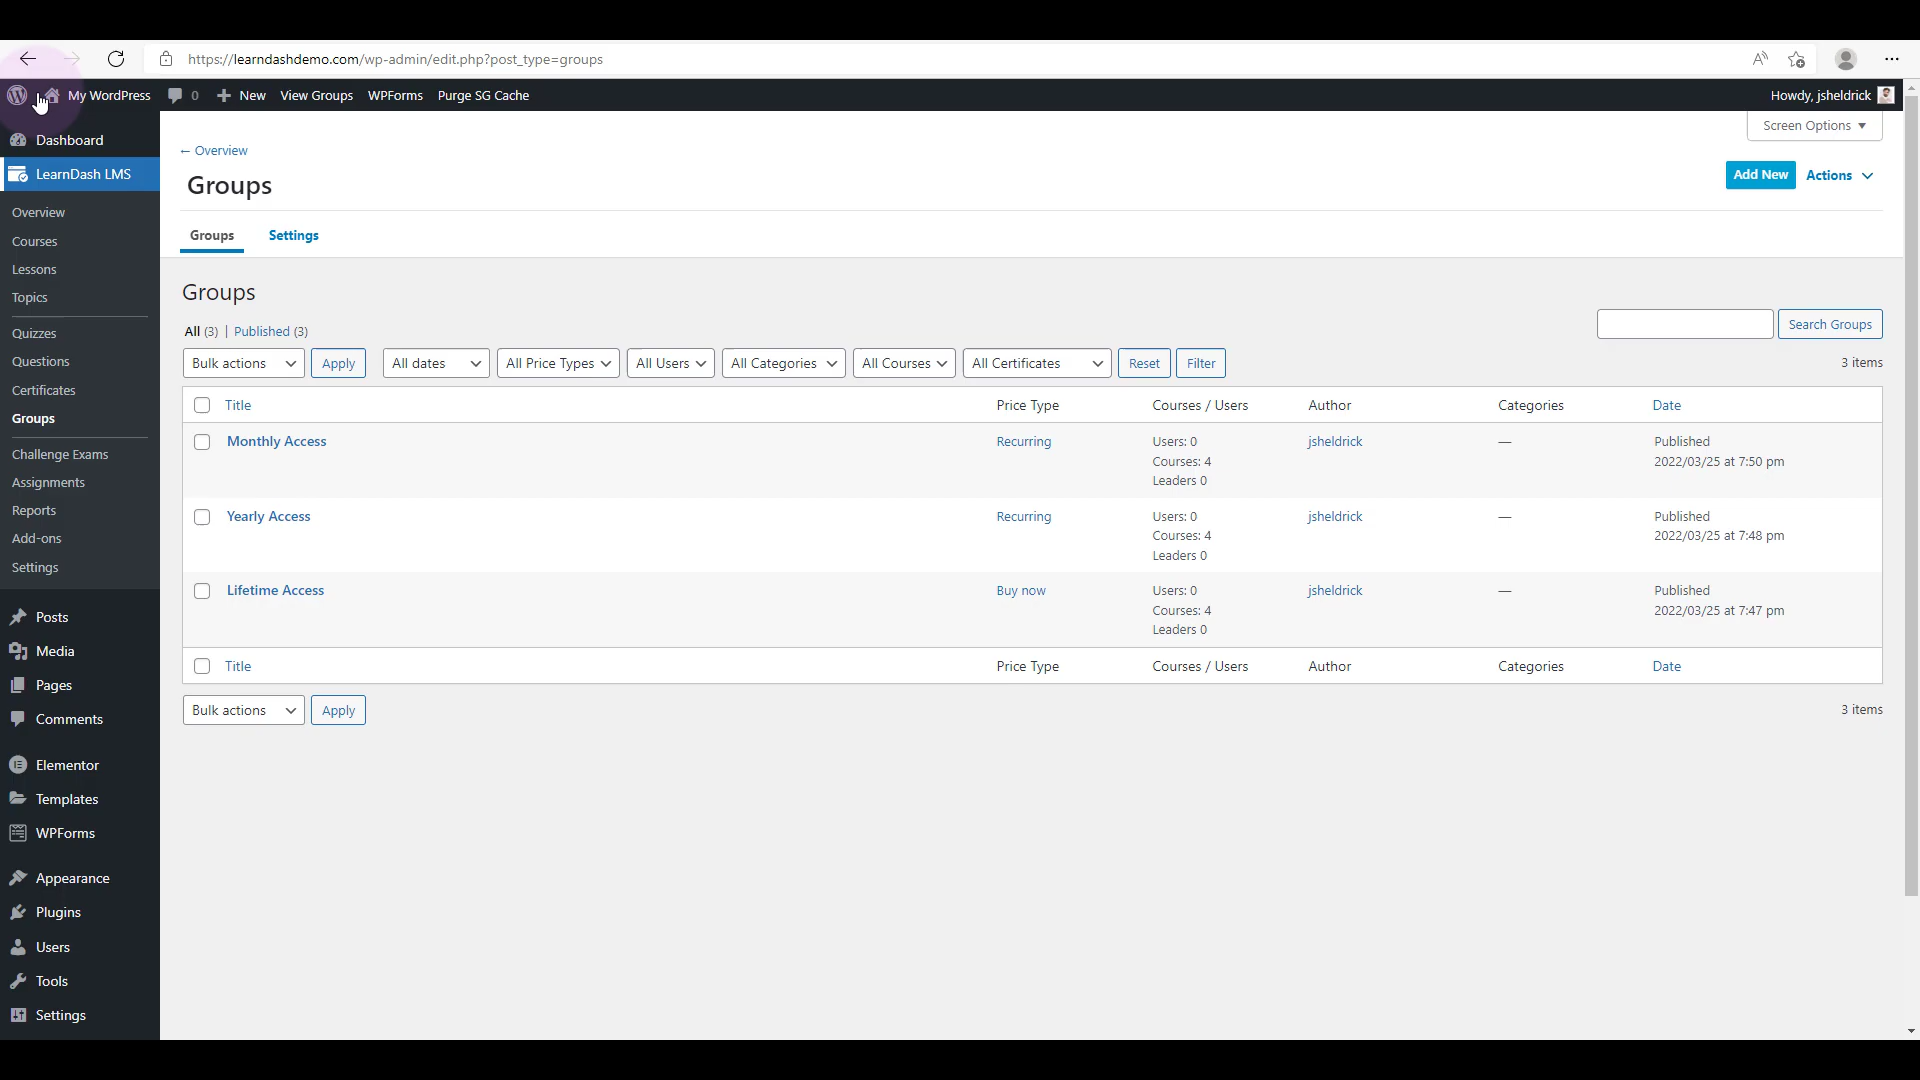 https://learndashdemo.com/wp-admin/edit.php?post_type=groups
My WordPress 0 New View Groups WPForms Purge SG Cache Howdy, jsheldrick
Screen Options
Dashboard
LearnDash LMS
Overview
Courses
Lessons
Topics
Quizzes
Questions
Certificates
Groups
Challenge Exams
Assignments
Reports
Add-ons
Settings
Posts
Media
Pages
Comments
Elementor
Templates
WPForms
Appearance
Plugins
Users
Tools
Settings
← Overview
Groups
Add New Actions
Groups Settings
Groups
All (3) | Published (3)
Search Groups
Bulk actions Apply All dates All Price Types All Users All Categories All Courses All Certificates Reset Filter 3 items
Title Price Type Courses / Users Author Categories Date
Monthly Access Recurring Users: 0 jsheldrick — Published
Courses: 4 2022/03/25 at 7:50 pm
Leaders 0
Yearly Access Recurring Users: 0 jsheldrick — Published
Courses: 4 2022/03/25 at 7:48 pm
Leaders 0
Lifetime Access Buy now Users: 0 jsheldrick — Published
Courses: 4 2022/03/25 at 7:47 pm
Leaders 0
Title Price Type Courses / Users Author Categories Date
Bulk actions Apply 3 items